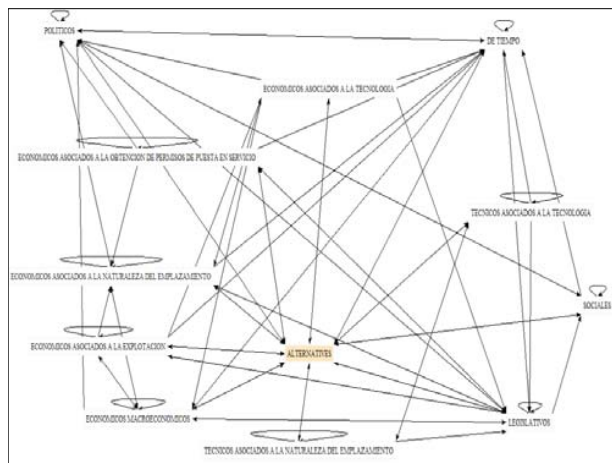 POLITICOS
DE TIEMPO
ECONOMICOS ASOCIADOS A LA TECNOLOGIA
ECONOMICOS ASOCIADOS A LA OBTENCION DE PERMISOS DE PUESTA EN SERVICIO
TECNICOS ASOCIADOS A LA TECNOLOGIA
ECONOMICOS ASOCIADOS A LA NATURALEZA DEL EMPLAZAMIENTO
SOCIALES
ECONOMICOS ASOCIADOS A LA EXPLOTACION
ALTERNATIVES
ECONOMICOS MACROECONOMICOS
LEGISLATIVOS
TECNICOS ASOCIADOS A LA NATURALEZA DEL EMPLAZAMIENTO